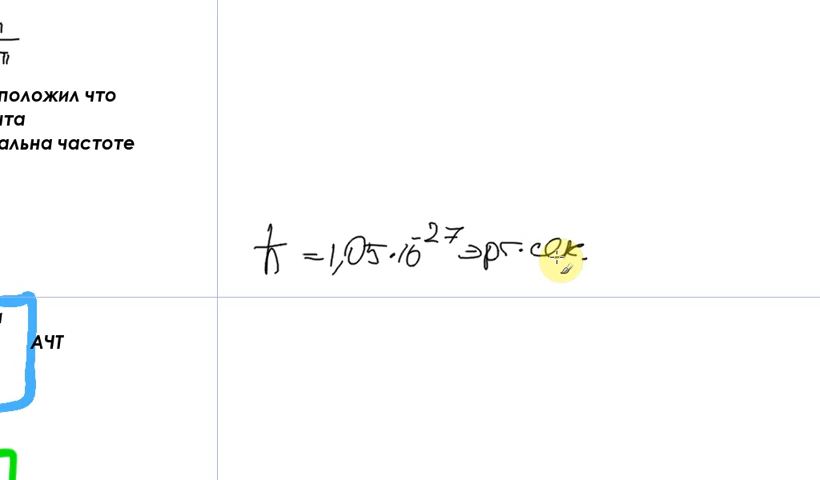 h
π
положил что
нта
альна частоте
ħ = 1,05·10⁻²⁷ эрг·сек.
АЧТ